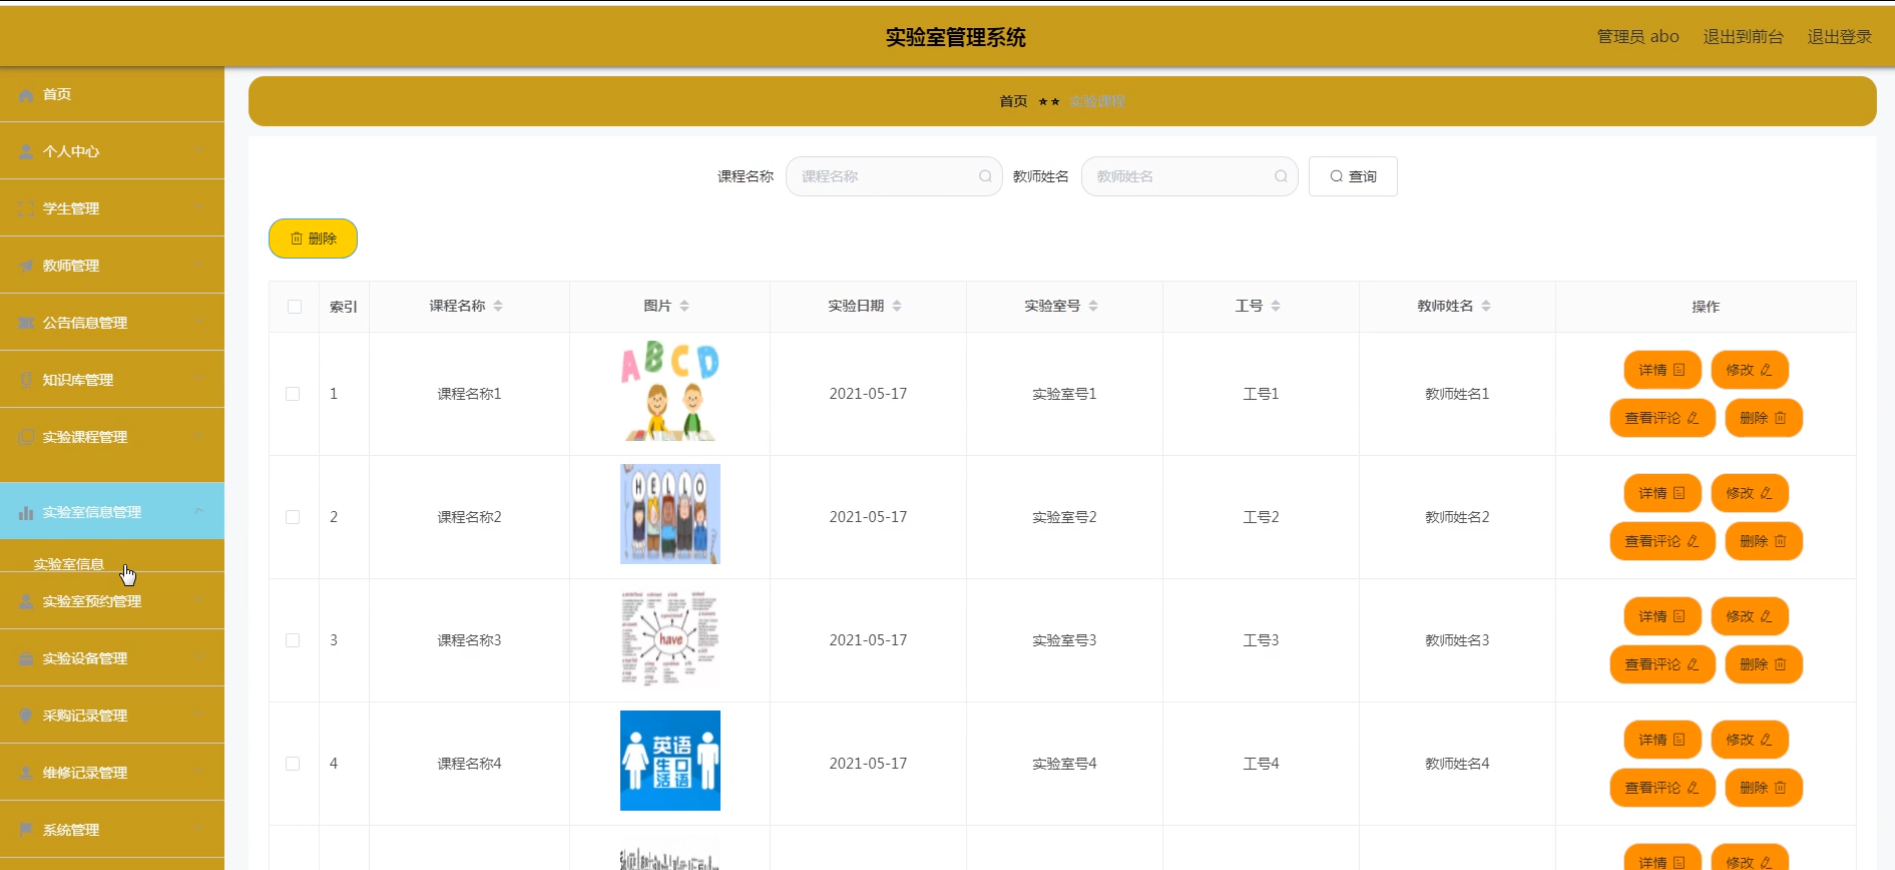 实验室管理系统
管理员 abo 退出到前台 退出登录
首页
个人中心
学生管理
教师管理
公告信息管理
知识库管理
实验课程管理
实验室信息管理
实验室信息
实验室预约管理
实验设备管理
采购记录管理
维修记录管理
系统管理
首页 ★★ 实验课程
课程名称 课程名称 教师姓名 教师姓名 查询
删除
索引 课程名称 图片 实验日期 实验室号 工号 教师姓名 操作
ABCD
1 课程名称1 2021-05-17 实验室号1 工号1 教师姓名1
详情 修改
查看评论 删除
HELLO
2 课程名称2 2021-05-17 实验室号2 工号2 教师姓名2
详情 修改
查看评论 删除
have
3 课程名称3 2021-05-17 实验室号3 工号3 教师姓名3
详情 修改
查看评论 删除
英语
生口
活语
4 课程名称4 2021-05-17 实验室号4 工号4 教师姓名4
详情 修改
查看评论 删除
详情 修改